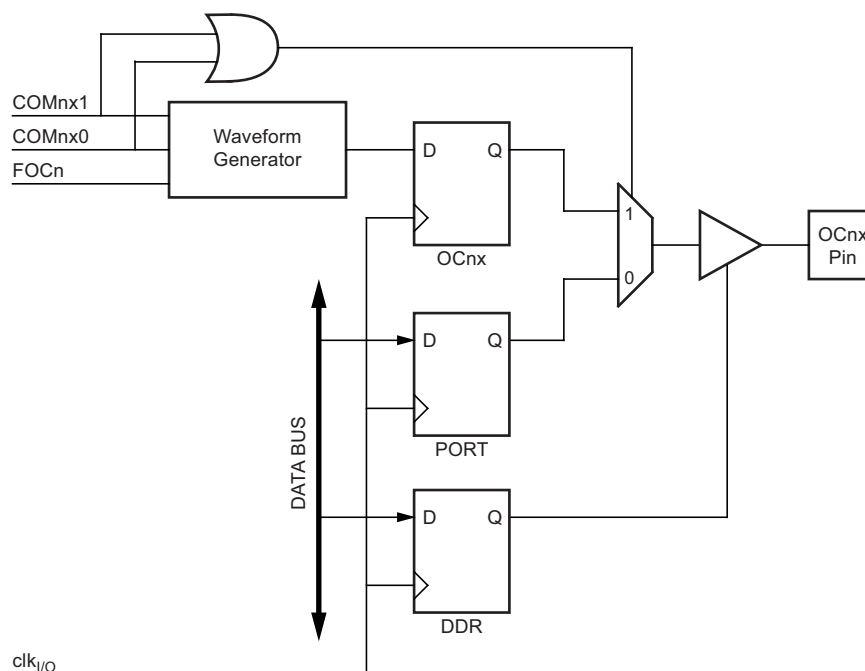 COMnx1
COMnx0
FOCn
Waveform
Generator
D Q
OCnx
1
0
OCnx
Pin
D Q
PORT
DATA BUS
D Q
DDR
clkI/O